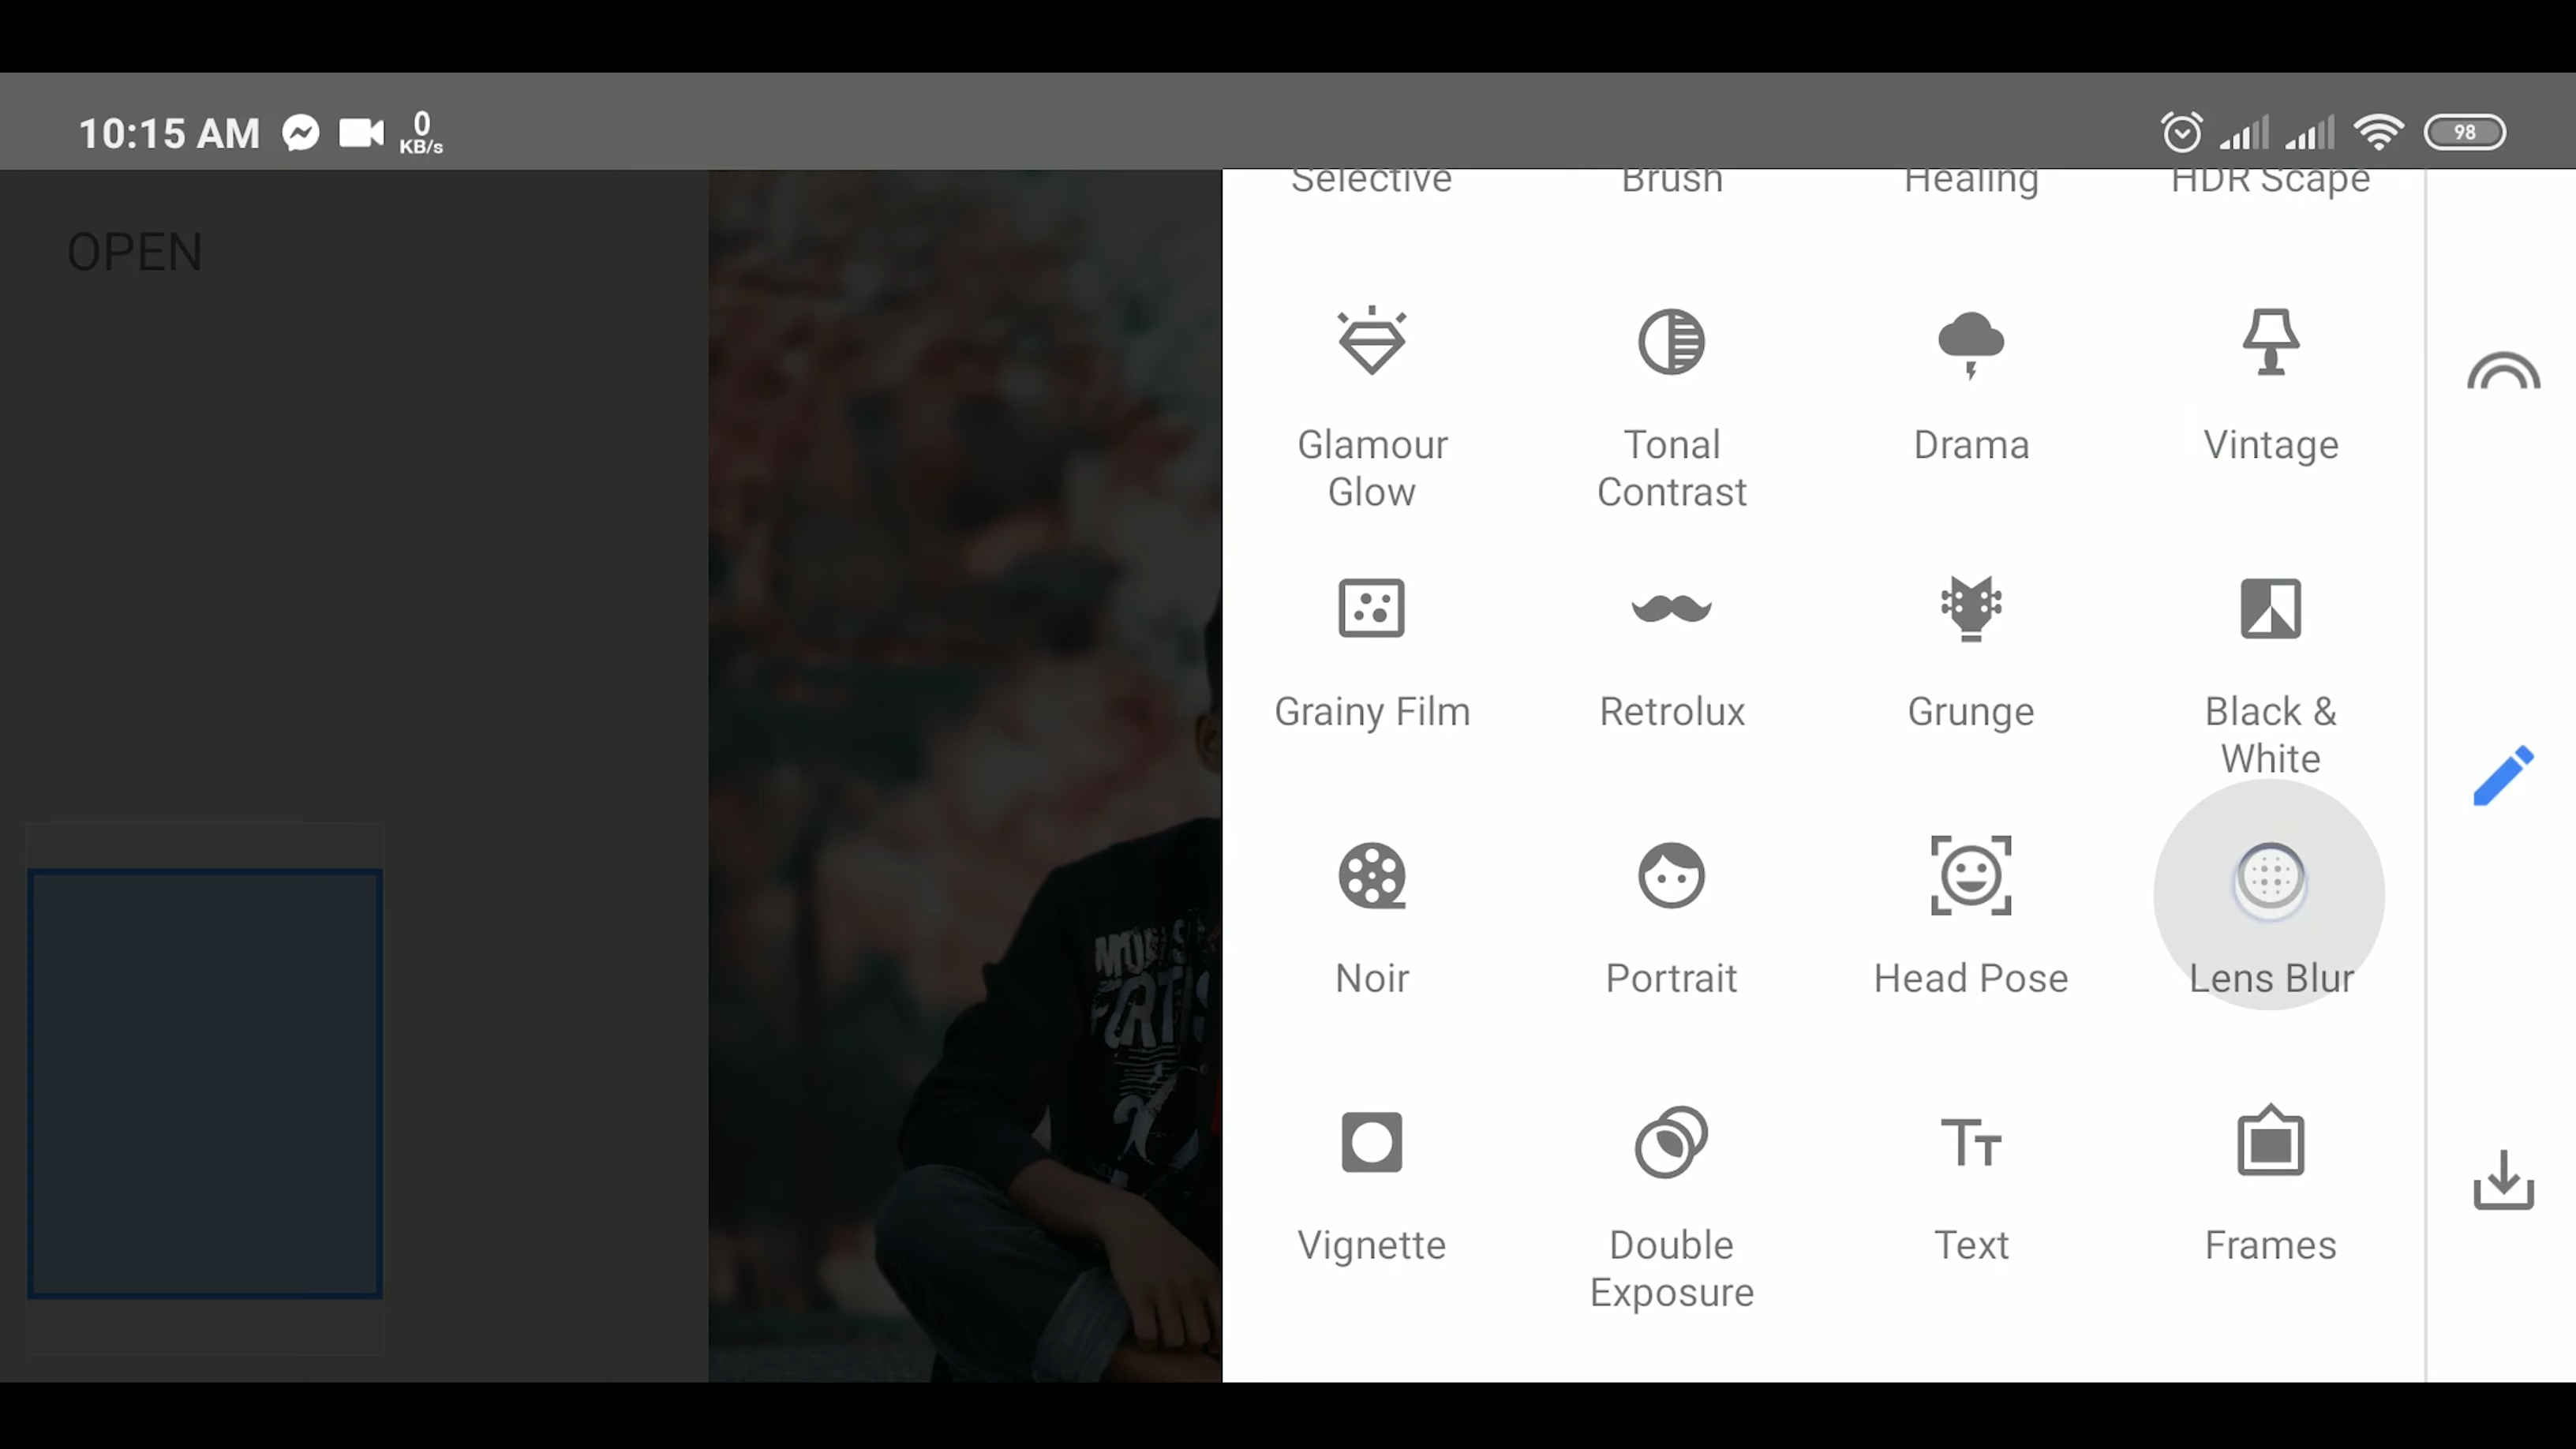 10:15 AM
0
KB/s
98
OPEN
Selective Brush Healing HDR Scape
Glamour Glow
Tonal Contrast
Drama
Vintage
Grainy Film
Retrolux
Grunge
Black & White
Noir
Portrait
Head Pose
Lens Blur
Vignette
Double Exposure
Text
Frames